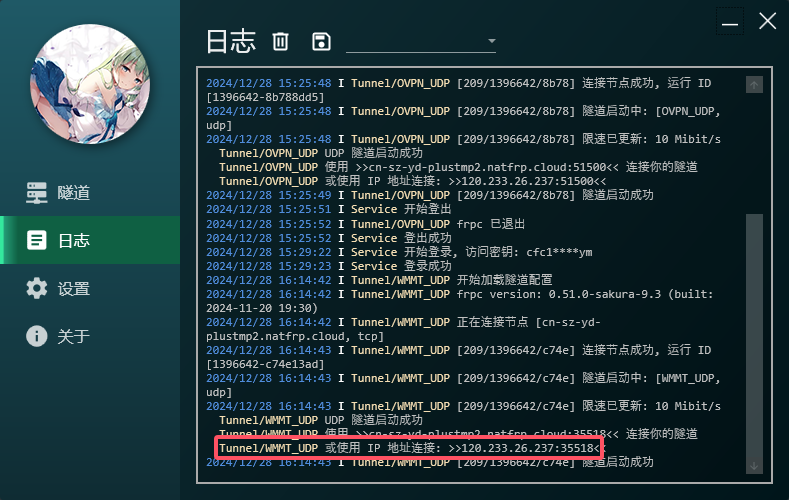 日志
隧道
日志
设置
关于
2024/12/28 15:25:48 I Tunnel/OVPN_UDP [209/1396642/8b78] 连接节点成功, 运行 ID
[1396642-8b788dd5]
2024/12/28 15:25:48 I Tunnel/OVPN_UDP [209/1396642/8b78] 隧道启动中: [OVPN_UDP,
udp]
2024/12/28 15:25:48 I Tunnel/OVPN_UDP [209/1396642/8b78] 限速已更新: 10 Mibit/s
Tunnel/OVPN_UDP UDP 隧道启动成功
Tunnel/OVPN_UDP 使用 >>cn-sz-yd-plustmp2.natfrp.cloud:51500<< 连接你的隧道
Tunnel/OVPN_UDP 或使用 IP 地址连接: >>120.233.26.237:51500<<
2024/12/28 15:25:49 I Tunnel/OVPN_UDP [209/1396642/8b78] 隧道启动成功
2024/12/28 15:25:51 I Service 开始登出
2024/12/28 15:25:52 I Tunnel/OVPN_UDP frpc 已退出
2024/12/28 15:25:52 I Service 登出成功
2024/12/28 15:29:22 I Service 开始登录, 访问密钥: cfc1****ym
2024/12/28 15:29:23 I Service 登录成功
2024/12/28 16:14:42 I Tunnel/WMMT_UDP 开始加载隧道配置
2024/12/28 16:14:42 I Tunnel/WMMT_UDP frpc version: 0.51.0-sakura-9.3 (built:
2024-11-20 19:30)
2024/12/28 16:14:42 I Tunnel/WMMT_UDP 正在连接节点 [cn-sz-yd-
plustmp2.natfrp.cloud, tcp]
2024/12/28 16:14:43 I Tunnel/WMMT_UDP [209/1396642/c74e] 连接节点成功, 运行 ID
[1396642-c74e13ad]
2024/12/28 16:14:43 I Tunnel/WMMT_UDP [209/1396642/c74e] 隧道启动中: [WMMT_UDP,
udp]
2024/12/28 16:14:43 I Tunnel/WMMT_UDP [209/1396642/c74e] 限速已更新: 10 Mibit/s
Tunnel/WMMT_UDP UDP 隧道启动成功
Tunnel/WMMT_UDP 使用 >>cn-sz-yd-plustmp2.natfrp.cloud:35518<< 连接你的隧道
Tunnel/WMMT_UDP 或使用 IP 地址连接: >>120.233.26.237:35518<<
2024/12/28 16:14:43 I Tunnel/WMMT_UDP [209/1396642/c74e] 隧道启动成功